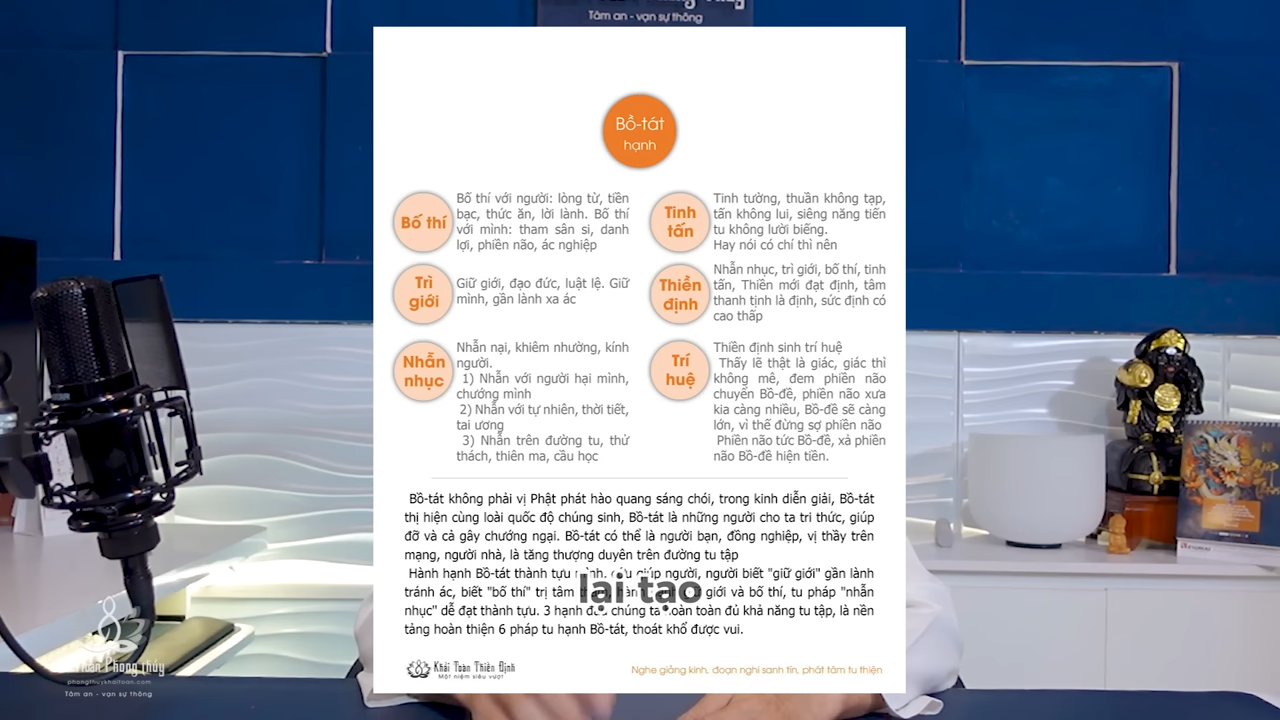 Tâm an - vạn sự thông
Bồ-tát
hạnh
Bố thí
Bố thí với người: lòng từ, tiền
bạc, thức ăn, lời lành. Bố thí
với mình: tham sân si, danh
lợi, phiền não, ác nghiệp
Trì
giới
Giữ giới, đạo đức, luật lệ. Giữ
mình, gần lành xa ác
Nhẫn
nhục
Nhẫn nại, khiêm nhường, kính
người.
1) Nhẫn với người hại mình,
chướng mình
2) Nhẫn với tự nhiên, thời tiết,
tai ương
3) Nhẫn trên đường tu, thử
thách, thiên ma, cầu học
Tinh
tấn
Tinh tường, thuần không tạp,
tấn không lui, siêng năng tiến
tu không lười biếng.
Hay nói có chí thì nên
Thiền
định
Nhẫn nhục, trì giới, bố thí, tinh
tấn, Thiền mới đạt định, tâm
thanh tịnh là định, sức định có
cao thấp
Trí
huệ
Thiền định sinh trí huệ
Thấy lẽ thật là giác, giác thì
không mê, đem phiền não
chuyển Bồ-đề, phiền não xưa
kia càng nhiều, Bồ-đề sẽ càng
lớn, vì thế đừng sợ phiền não
Phiền não tức Bồ-đề, xả phiền
não Bồ-đề hiện tiền.
Bồ-tát không phải vị Phật phát hào quang sáng chói, trong kinh diễn giải, Bồ-tát
thị hiện cùng loài quốc độ chúng sinh, Bồ-tát là những người cho ta tri thức, giúp
đỡ và cả gây chướng ngại. Bồ-tát có thể là người bạn, đồng nghiệp, vị thầy trên
mạng, người nhà, là tăng thượng duyên trên đường tu tập
Hành hạnh Bồ-tát thành tựu mình, cứu giúp người, người biết "giữ giới" gần lành
tránh ác, biết "bố thí" trị tâm giới và bố thí, tu pháp "nhẫn
nhục" dễ đạt thành tựu. 3 hạnh chúng ta hoàn toàn đủ khả năng tu tập, là nền
tảng hoàn thiện 6 pháp tu hạnh Bồ-tát, thoát khổ được vui.
lại tạo
Khải Toàn Thiền Định
Một niệm siêu vượt
Nghe giảng kinh, đoạn nghi sanh tín, phát tâm tu thiện
Phong thủy
phongthuykhaitoan.com
Tâm an - vạn sự thông